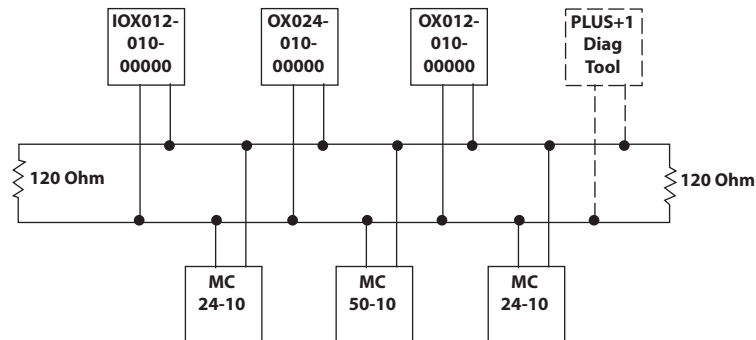 IOX012-
010-
00000
OX024-
010-
00000
OX012-
010-
00000
PLUS+1
Diag
Tool
120 Ohm
120 Ohm
MC
24-10
MC
50-10
MC
24-10